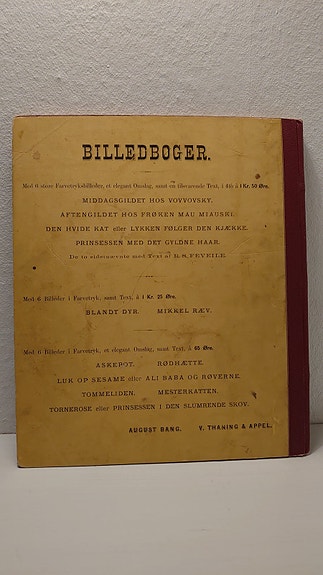 BILLEDBØGER.
Med 6 store Farvetryksbilleder, et elegant Omslag, samt en tilsvarende Text, i 4to à 1 Kr. 50 Øre.
MIDDAGSGILDET HOS VOVVOVSKY.
AFTENGILDET HOS FRØKEN MAU MIAUSKI.
DEN HVIDE KAT eller LYKKEN FØLGER DEN KJÆKKE.
PRINSESSEN MED DET GYLDNE HAAR.
De to sidstnævnte med Text af H. S. FEVEILE.
Med 6 Billeder i Farvetryk, samt Text, à 1 Kr. 25 Øre.
BLANDT DYR. MIKKEL RÆV.
Med 6 Billeder i Farvetryk, et elegant Omslag, samt Text, à 65 Øre.
ASKEPOT. RØDHÆTTE.
LUK OP SESAME eller ALI BABA OG RØVERNE.
TOMMELIDEN. MESTERKATTEN.
TORNEROSE eller PRINSESSEN I DEN SLUMRENDE SKOV.
AUGUST BANG. V. THANING & APPEL.